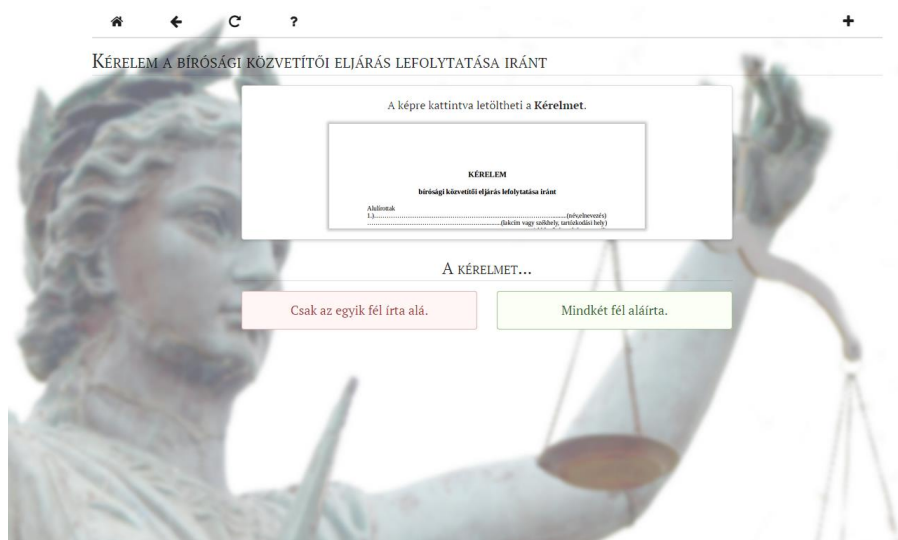 ?
Kérelem a bírósági közvetítői eljárás lefolytatása iránt
A képre kattintva letöltheti a Kérelmet.
KÉRELEM
bírósági közvetítői eljárás lefolytatása iránt
Alulírottak
1.)..........................................................................................(név,elnevezés)
..............................................................(lakcím vagy székhely, tartózkodási hely)
A kérelmet...
Csak az egyik fél írta alá.
Mindkét fél aláírta.